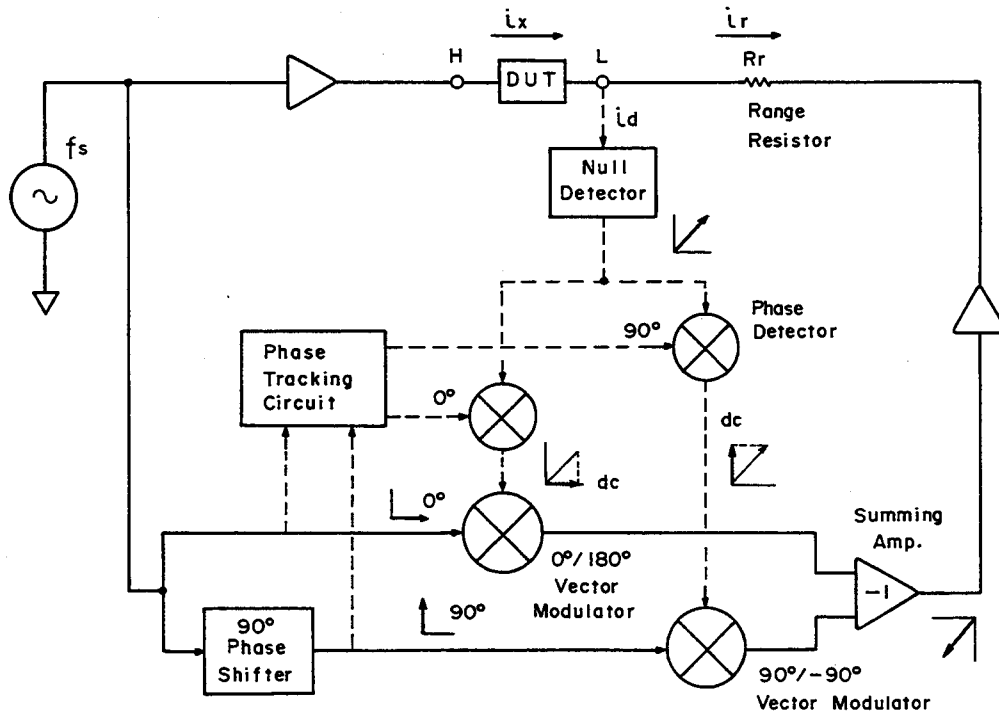 ix
ir
H
DUT
L
Rr
Range
Resistor
id
fs
Null
Detector
Phase
Detector
90°
Phase
Tracking
Circuit
0°
dc
dc
0°
0°/180°
Vector
Modulator
Summing
Amp.
-1
90°
90°
Phase
Shifter
90°/-90°
Vector Modulator